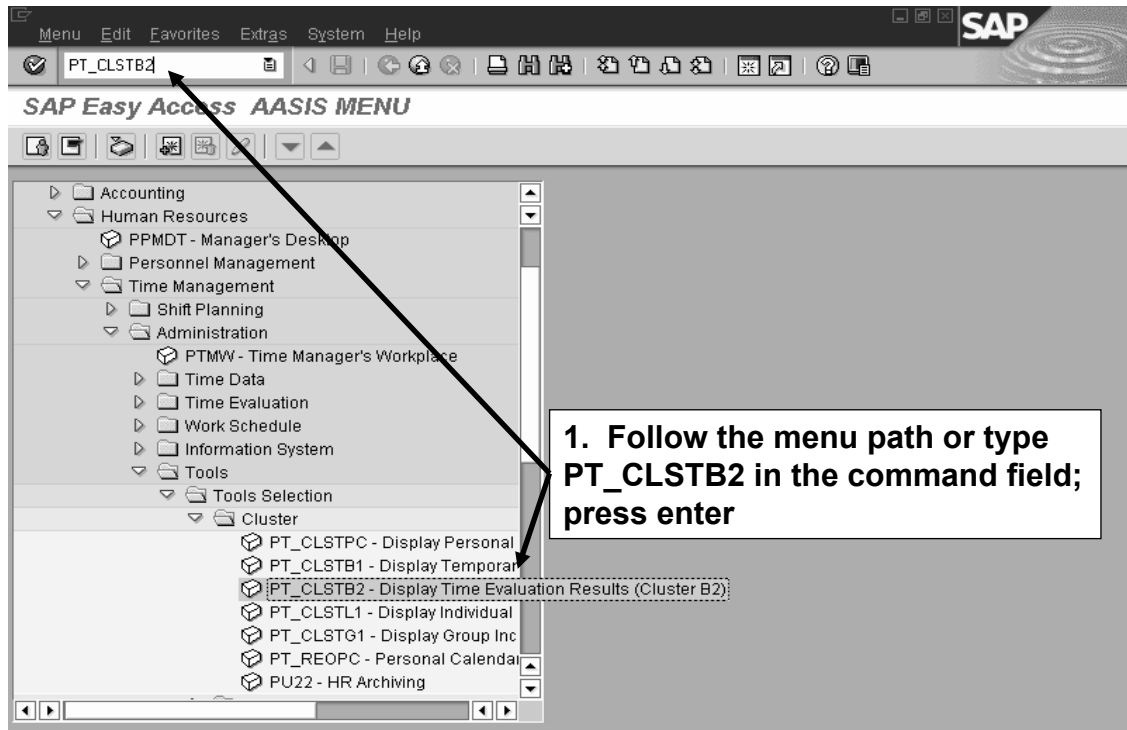 Menu Edit Favorites Extras System Help
SAP
PT_CLSTB2
SAP Easy Access AASIS MENU
Accounting
Human Resources
PPMDT - Manager's Desktop
Personnel Management
Time Management
Shift Planning
Administration
PTMW - Time Manager's Workplace
Time Data
Time Evaluation
Work Schedule
Information System
Tools
Tools Selection
Cluster
PT_CLSTPC - Display Personal
PT_CLSTB1 - Display Temporar
PT_CLSTB2 - Display Time Evaluation Results (Cluster B2)
PT_CLSTL1 - Display Individual
PT_CLSTG1 - Display Group Inc
PT_REOPC - Personal Calendar
PU22 - HR Archiving
1. Follow the menu path or type
PT_CLSTB2 in the command field;
press enter